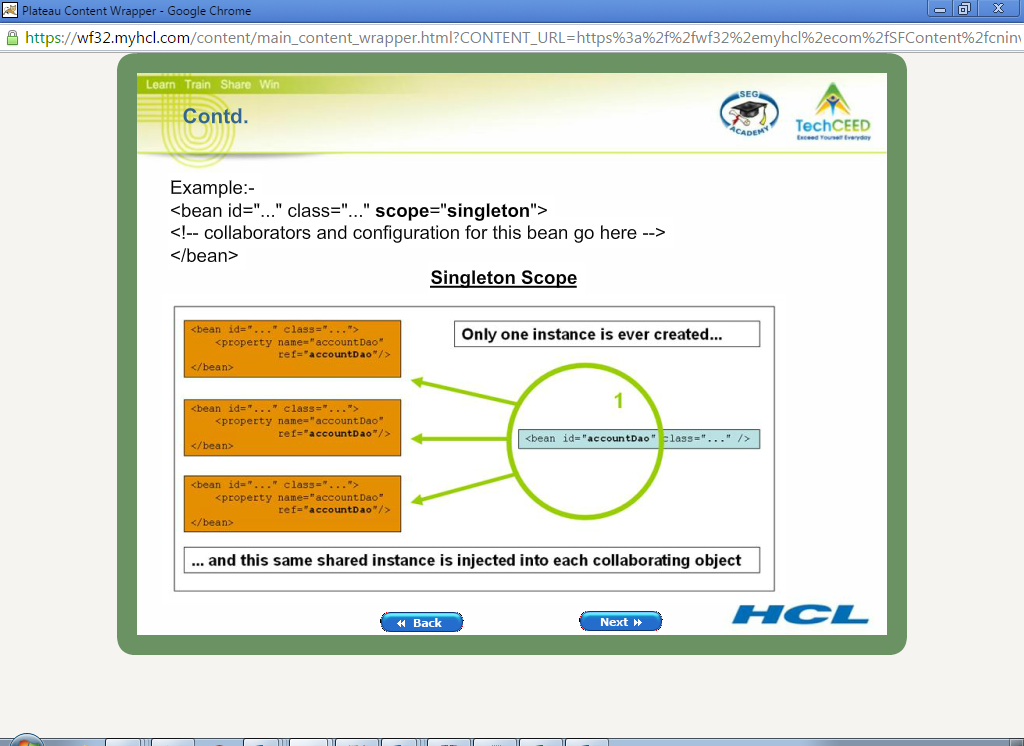 Plateau Content Wrapper - Google Chrome
https://wf32.myhcl.com/content/main_content_wrapper.html?CONTENT_URL=https%3a%2f%2fwf32%2emyhcl%2ecom%2fSFContent%2fcninv
Learn Train Share Win
Contd.
SEG
ACADEMY
TechCEED
Exceed Yourself Everyday
Example:-
<bean id="..." class="..." scope="singleton">
<!-- collaborators and configuration for this bean go here -->
</bean>
Singleton Scope
<bean id="..." class="...">
<property name="accountDao"
ref="accountDao"/>
</bean>
Only one instance is ever created...
<bean id="..." class="...">
<property name="accountDao"
ref="accountDao"/>
</bean>
1
<bean id="accountDao" class="..." />
<bean id="..." class="...">
<property name="accountDao"
ref="accountDao"/>
</bean>
... and this same shared instance is injected into each collaborating object
Back
Next
HCL